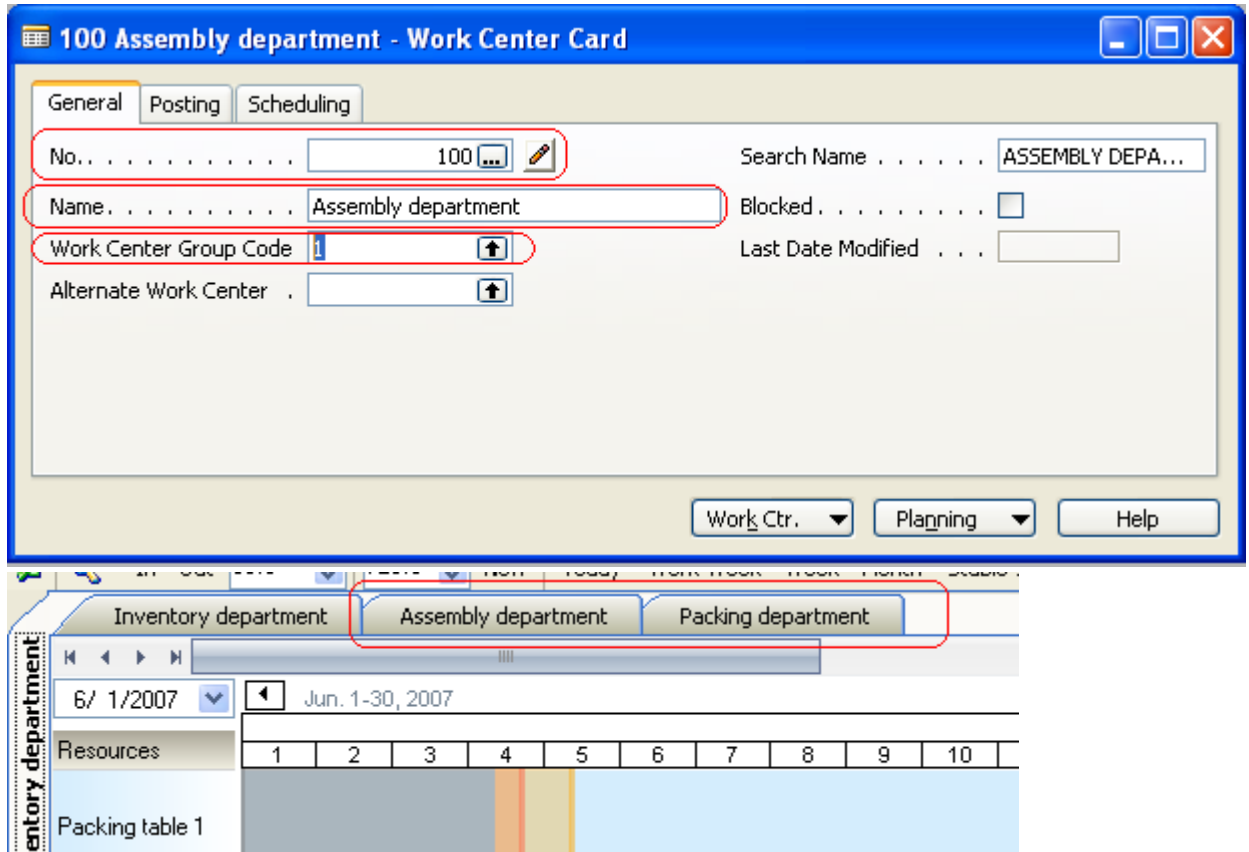 100 Assembly department - Work Center Card
General Posting Scheduling
No.. . . . . . . . . . . . 100 ... Search Name . . . . . . ASSEMBLY DEPA...
Name. . . . . . . . . . Assembly department Blocked. . . . . . . . . .
Work Center Group Code 1 Last Date Modified . . .
Alternate Work Center .
Work Ctr. Planning Help
Inventory department Assembly department Packing department
6/ 1/2007 Jun. 1-30, 2007
Resources 1 2 3 4 5 6 7 8 9 10
Packing table 1
entory department